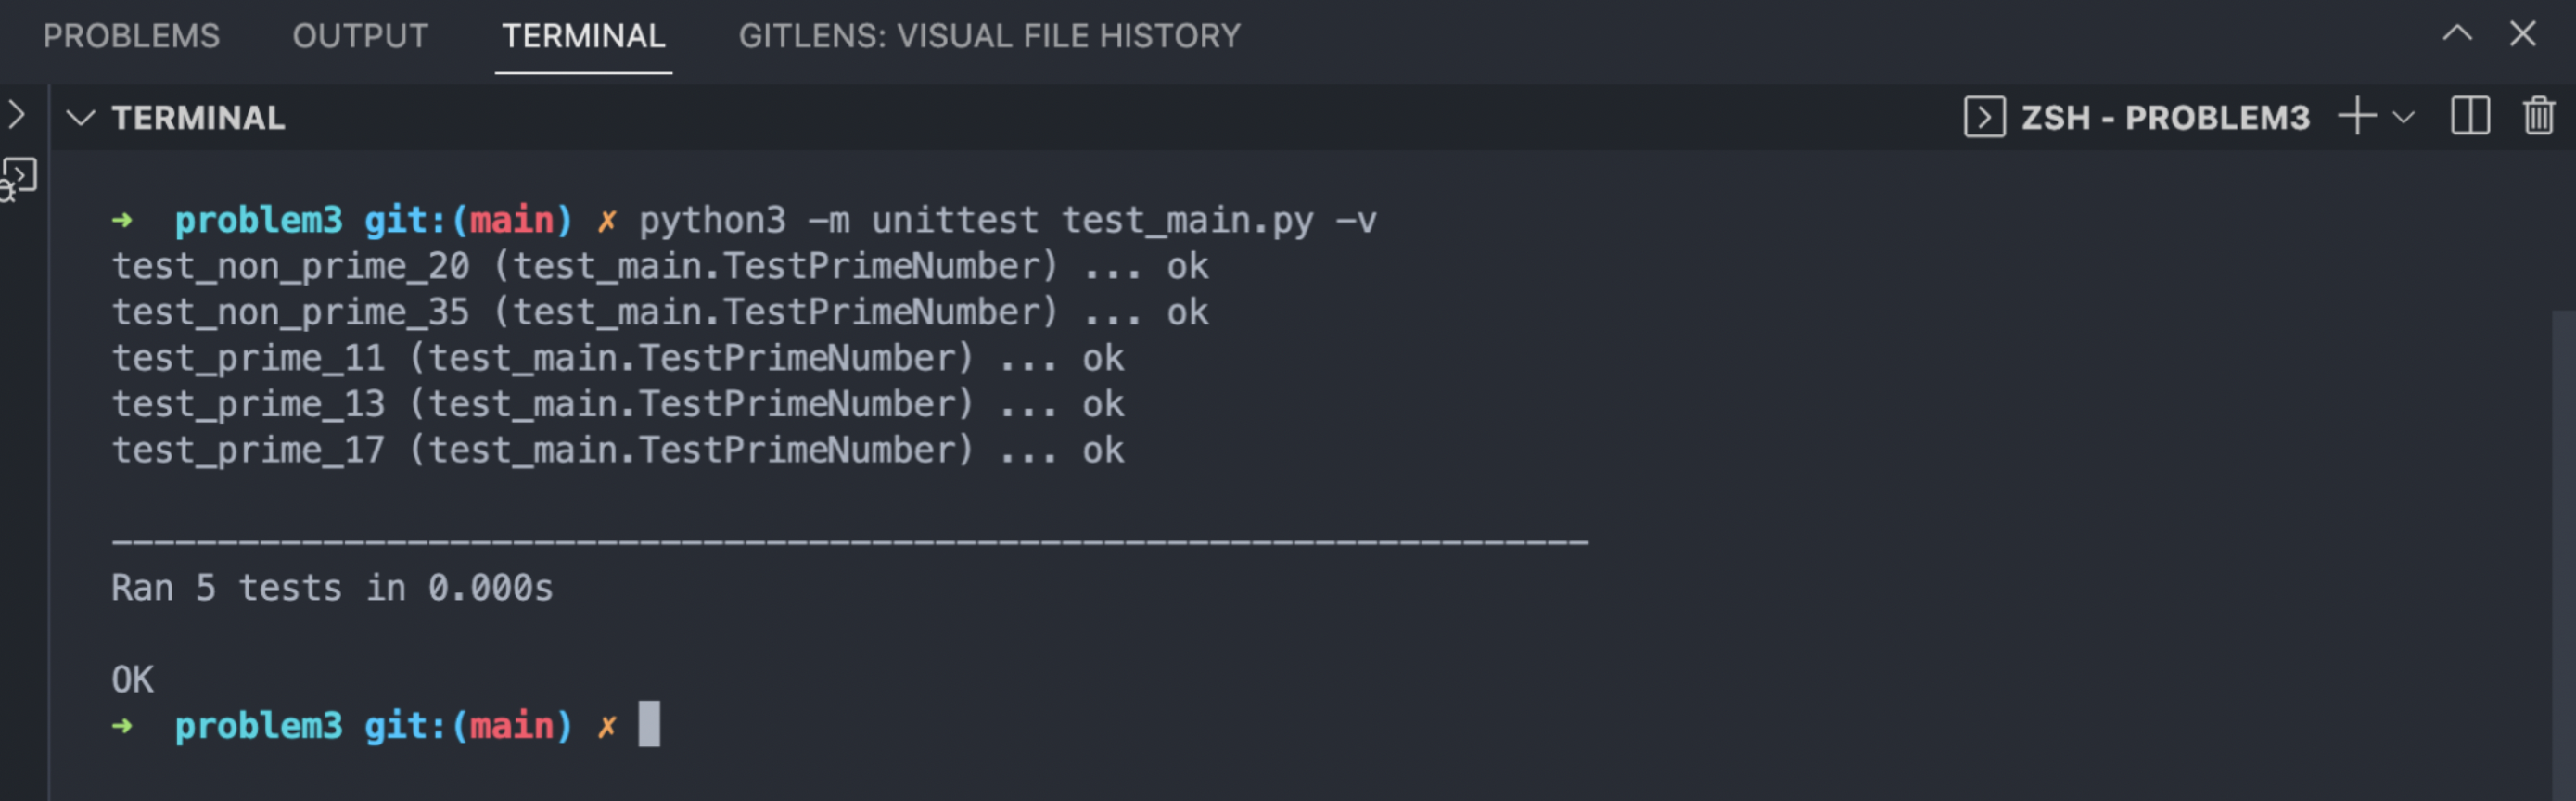 PROBLEMS OUTPUT TERMINAL GITLENS: VISUAL FILE HISTORY
TERMINAL ZSH - PROBLEM3
➜ problem3 git:(main) ✗ python3 -m unittest test_main.py -v
test_non_prime_20 (test_main.TestPrimeNumber) ... ok
test_non_prime_35 (test_main.TestPrimeNumber) ... ok
test_prime_11 (test_main.TestPrimeNumber) ... ok
test_prime_13 (test_main.TestPrimeNumber) ... ok
test_prime_17 (test_main.TestPrimeNumber) ... ok
----------------------------------------------------------------------
Ran 5 tests in 0.000s
OK
➜ problem3 git:(main) ✗